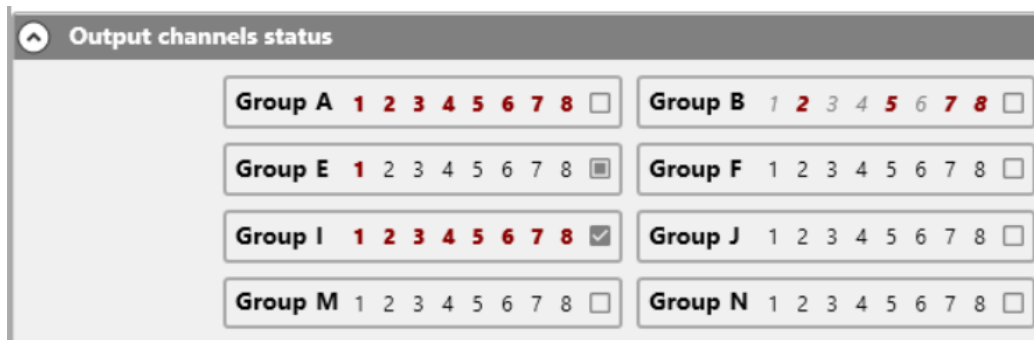 Output channels status
Group A 1 2 3 4 5 6 7 8
Group B 1 2 3 4 5 6 7 8
Group E 1 2 3 4 5 6 7 8
Group F 1 2 3 4 5 6 7 8
Group I 1 2 3 4 5 6 7 8
Group J 1 2 3 4 5 6 7 8
Group M 1 2 3 4 5 6 7 8
Group N 1 2 3 4 5 6 7 8